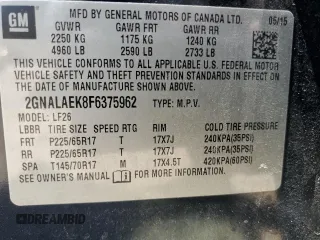 GM
MFD BY GENERAL MOTORS OF CANADA LTD. 05/15
GVWR GAWR FRT GAWR RR
2250 KG 1175 KG 1240 KG
4960 LB 2590 LB 2733 LB
THIS VEHICLE CONFORMS TO ALL APPLICABLE U.S. FEDERAL
MOTOR VEHICLE SAFETY, BUMPER, AND THEFT PREVENTION
STANDARDS IN EFFECT ON THE DATE OF MANUFACTURE SHOWN ABOVE.
2GNALAEK8F6375962 TYPE: M.P.V.
MODEL: LF26
TIRE SIZE SPEED RTG RIM COLD TIRE PRESSURE
FRT P225/65R17 T 17X7J 240KPA(35PSI)
RR P225/65R17 T 17X7J 240KPA(35PSI)
SPA T145/70R17 M 17X4.5T 420KPA(60PSI)
SEE OWNER'S MANUAL FOR MORE INFORMATION.
DREAMBID